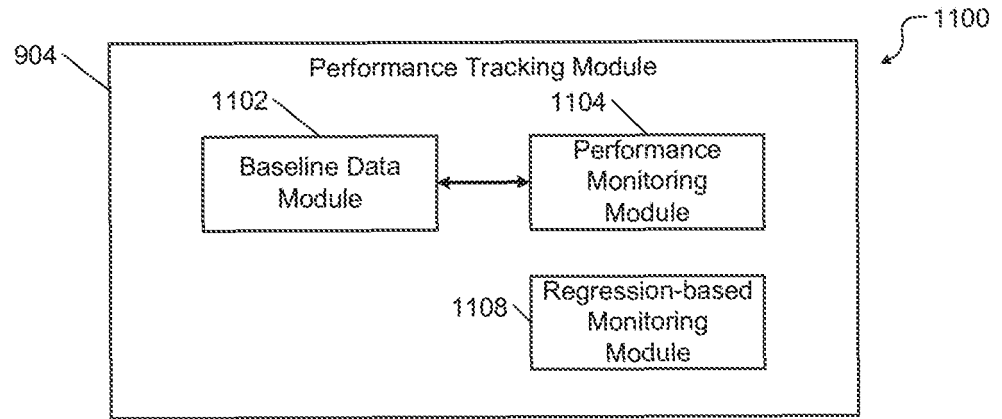 1100
904
Performance Tracking Module
1102
1104
Baseline Data
Module
Performance
Monitoring
Module
1108
Regression-based
Monitoring
Module